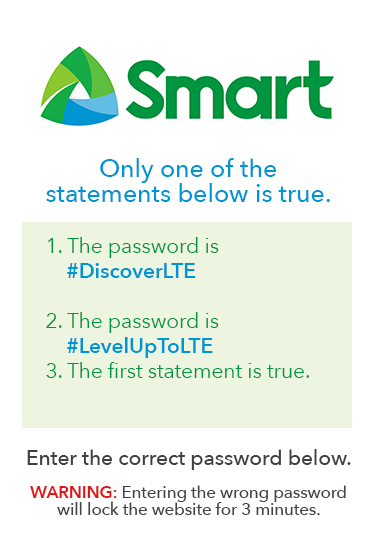 Smart
Only one of the
statements below is true.
1. The password is
#DiscoverLTE
2. The password is
#LevelUpToLTE
3. The first statement is true.
Enter the correct password below.
WARNING: Entering the wrong password
will lock the website for 3 minutes.